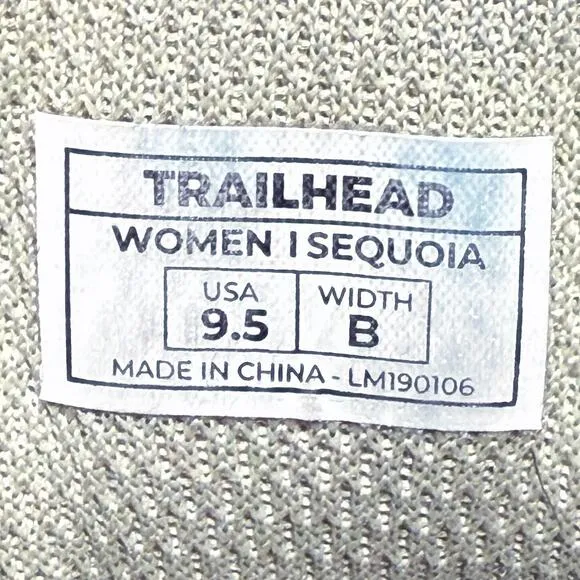 TRAILHEAD
WOMEN | SEQUOIA
USA WIDTH
9.5 B
MADE IN CHINA - LM190106